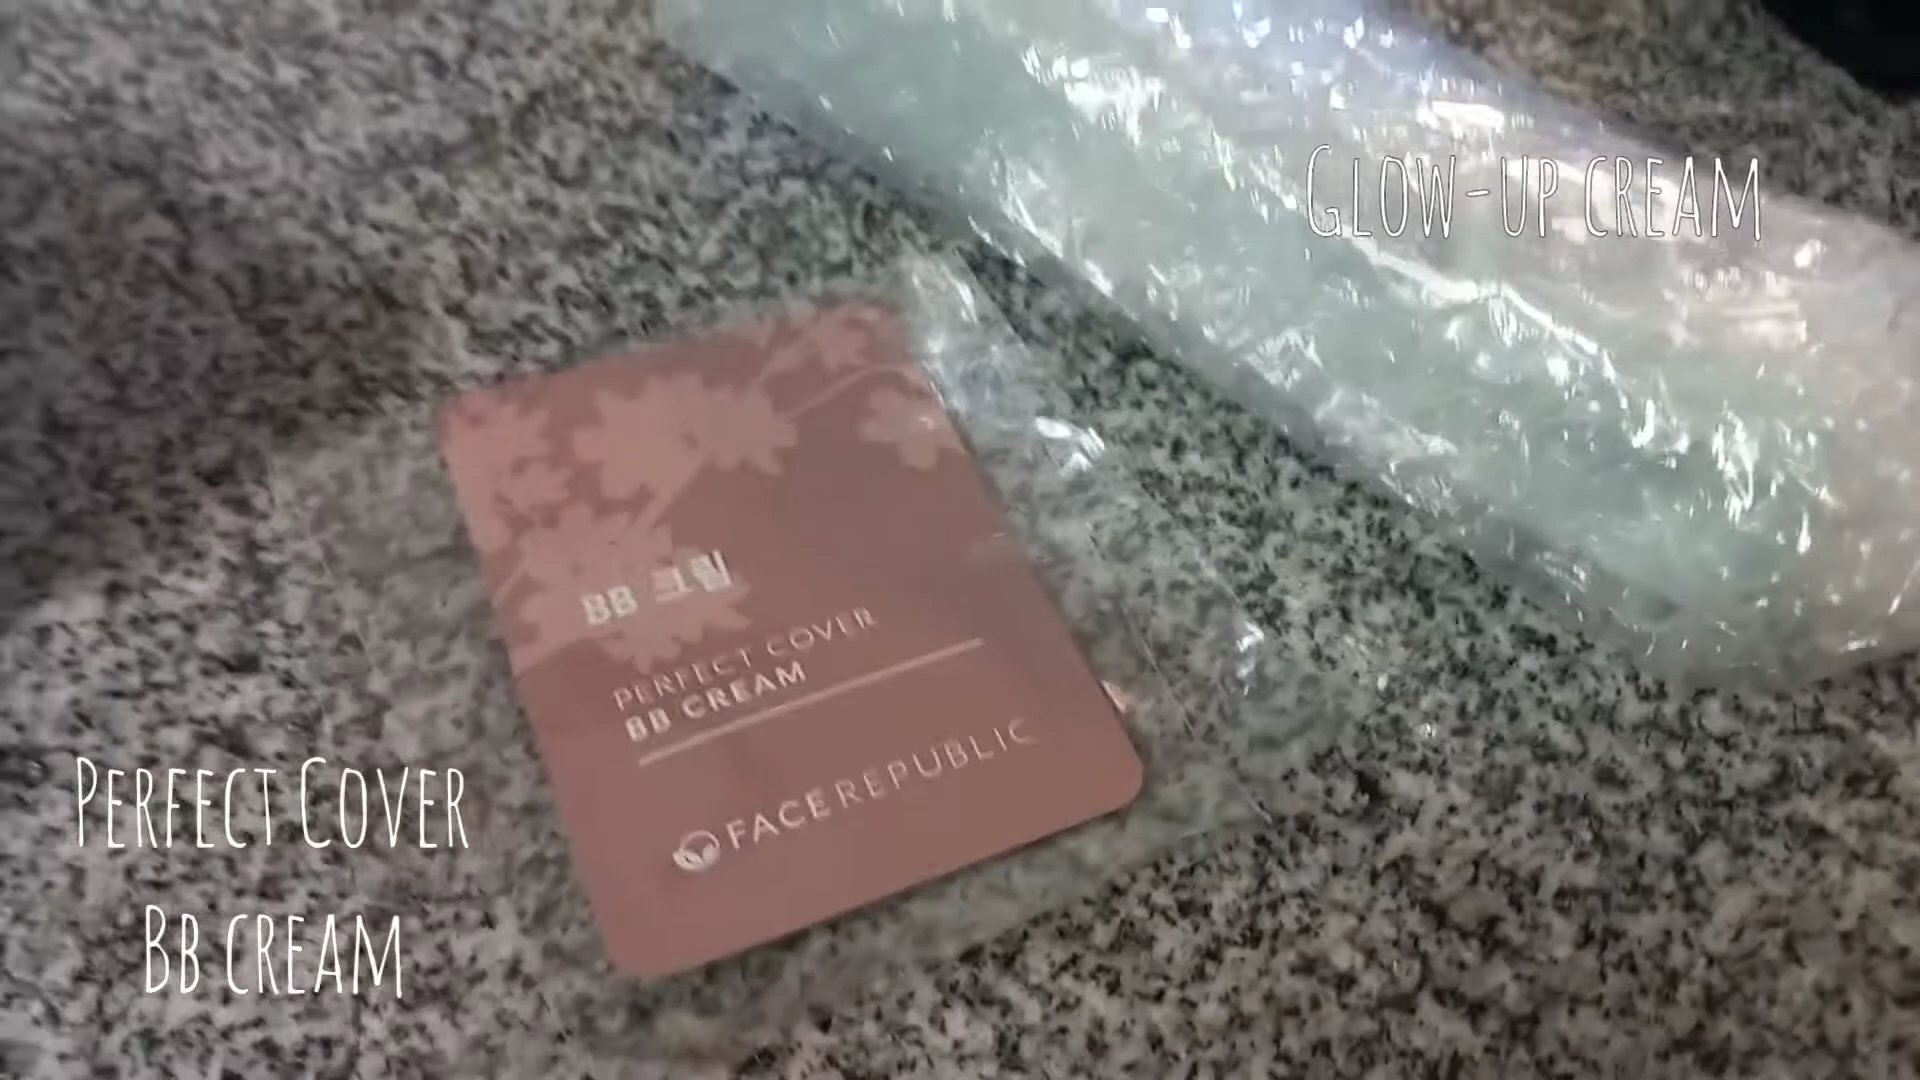 Glow-up cream
BB 크림
PERFECT COVER
BB CREAM
FACEREPUBLIC
Perfect Cover
BB cream